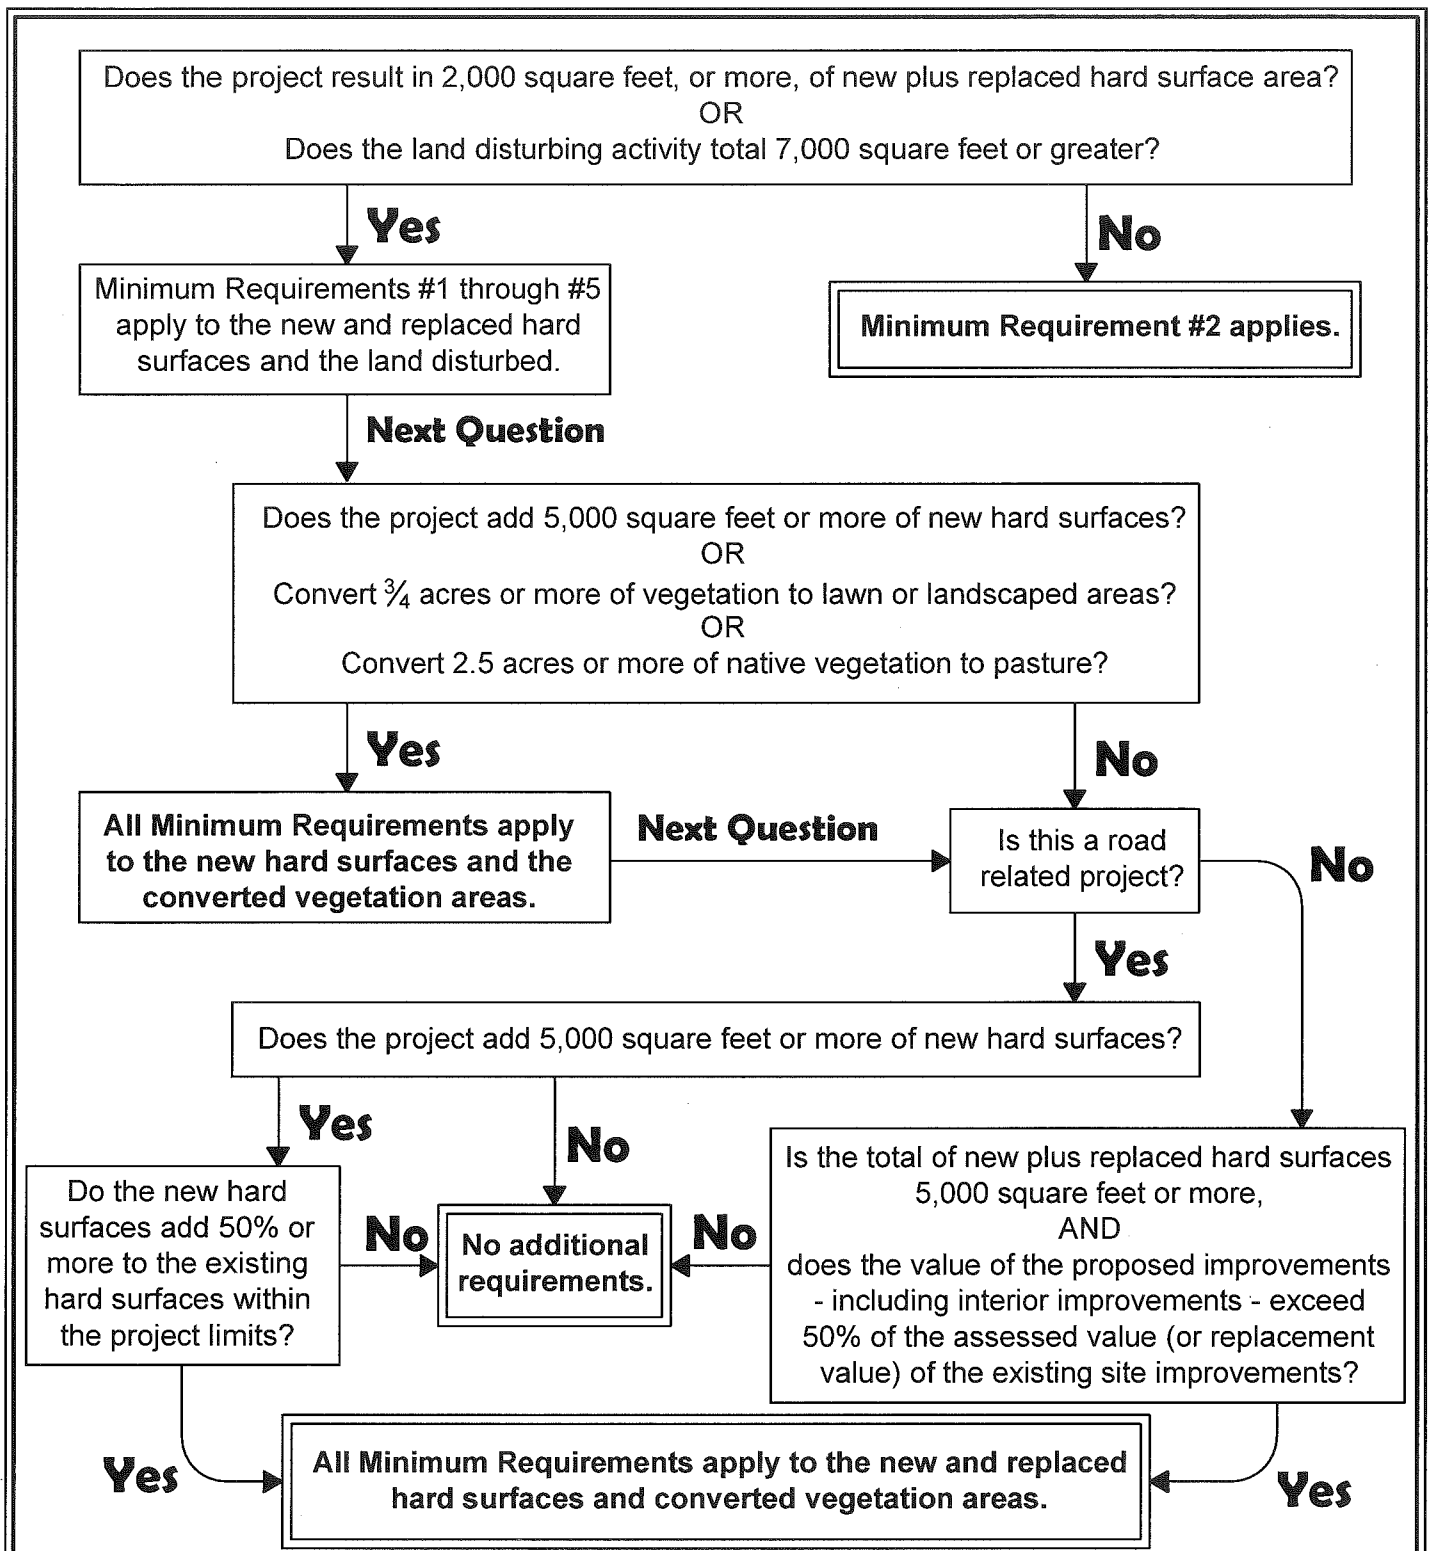 Does the project result in 2,000 square feet, or more, of new plus replaced hard surface area?
OR
Does the land disturbing activity total 7,000 square feet or greater?
Yes
No
Minimum Requirements #1 through #5
apply to the new and replaced hard
surfaces and the land disturbed.
Minimum Requirement #2 applies.
Next Question
Does the project add 5,000 square feet or more of new hard surfaces?
OR
Convert ¾ acres or more of vegetation to lawn or landscaped areas?
OR
Convert 2.5 acres or more of native vegetation to pasture?
Yes
No
All Minimum Requirements apply
to the new hard surfaces and the
converted vegetation areas.
Next Question
Is this a road
related project?
No
Yes
Does the project add 5,000 square feet or more of new hard surfaces?
Yes
No
Do the new hard
surfaces add 50% or
more to the existing
hard surfaces within
the project limits?
No
No additional
requirements.
No
Is the total of new plus replaced hard surfaces
5,000 square feet or more,
AND
does the value of the proposed improvements
- including interior improvements - exceed
50% of the assessed value (or replacement
value) of the existing site improvements?
Yes
All Minimum Requirements apply to the new and replaced
hard surfaces and converted vegetation areas.
Yes